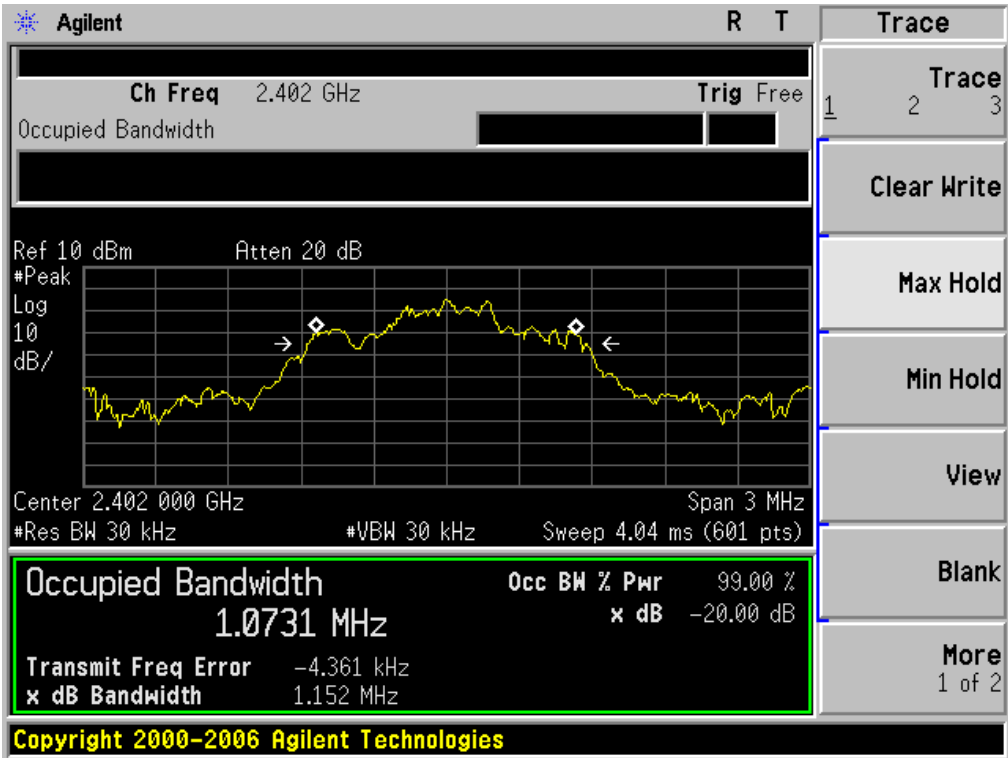 Agilent R T Trace
Ch Freq 2.402 GHz Trig Free
Occupied Bandwidth
Trace
1 2 3
Clear Write
Max Hold
Min Hold
View
Blank
More
1 of 2
Ref 10 dBm Atten 20 dB
#Peak
Log
10
dB/
Center 2.402 000 GHz Span 3 MHz
#Res BW 30 kHz #VBW 30 kHz Sweep 4.04 ms (601 pts)
Occupied Bandwidth Occ BW % Pwr 99.00 %
1.0731 MHz x dB -20.00 dB
Transmit Freq Error -4.361 kHz
x dB Bandwidth 1.152 MHz
Copyright 2000-2006 Agilent Technologies